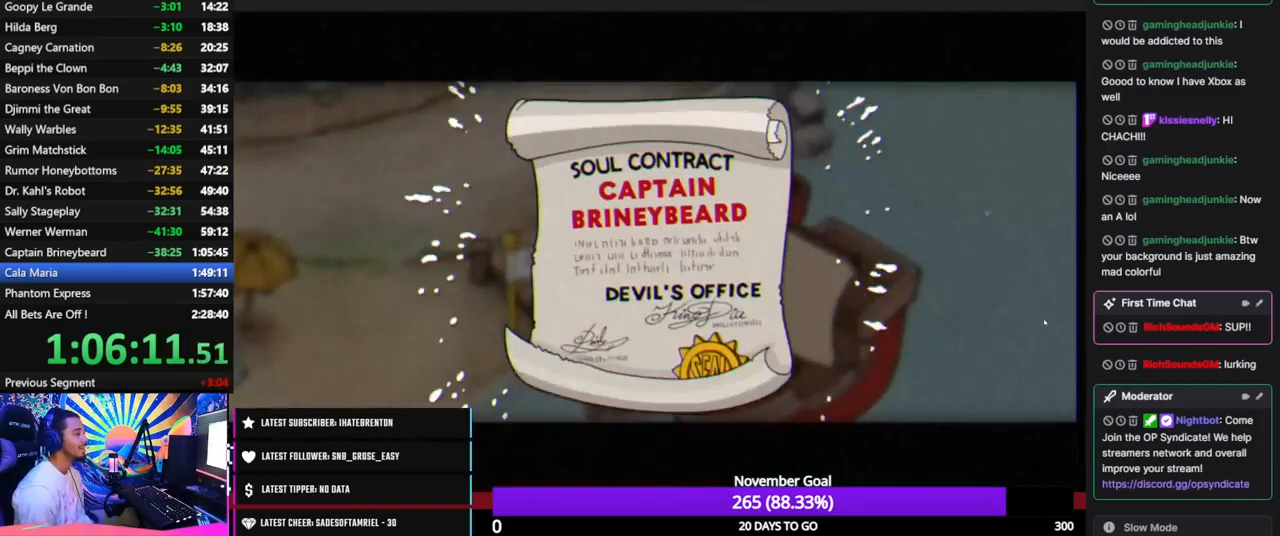 Goopy Le Grande −3:01 14:22
Hilda Berg −3:10 18:38
Cagney Carnation −8:26 20:25
Beppi the Clown −4:43 32:07
Baroness Von Bon Bon −8:03 34:16
Djimmi the Great −9:55 39:15
Wally Warbles −12:35 41:51
Grim Matchstick −14:05 45:11
Rumor Honeybottoms −27:35 47:22
Dr. Kahl's Robot −32:56 49:40
Sally Stageplay −32:31 54:38
Werner Werman −41:30 59:12
Captain Brineybeard −38:25 1:05:45
Cala Maria 1:49:11
Phantom Express 1:57:40
All Bets Are Off ! 2:28:40
1:06:11.51
Previous Segment +3:04
SOUL CONTRACT
CAPTAIN
BRINEYBEARD
DEVIL'S OFFICE
King Dice
LATEST SUBSCRIBER: IHATEBRENTON
LATEST FOLLOWER: SNB_GROSE_EASY
LATEST TIPPER: NO DATA
LATEST CHEER: SADESOFTAMRIEL - 30
November Goal
265 (88.33%)
0 20 DAYS TO GO 300
gamingheadjunkie: I
would be addicted to this
gamingheadjunkie:
Goood to know I have Xbox as
well
klssiesnelly: HI
CHACHI!!!
gamingheadjunkie:
Niceeee
gamingheadjunkie: Now
an A lol
gamingheadjunkie: Btw
your background is just amazing
mad colorful
First Time Chat
RichSoundsGM: SUP!!
RichSoundsGM: lurking
Moderator
Nightbot: Come
Join the OP Syndicate! We help
streamers network and overall
improve your stream!
https://discord.gg/opsyndicate
Slow Mode